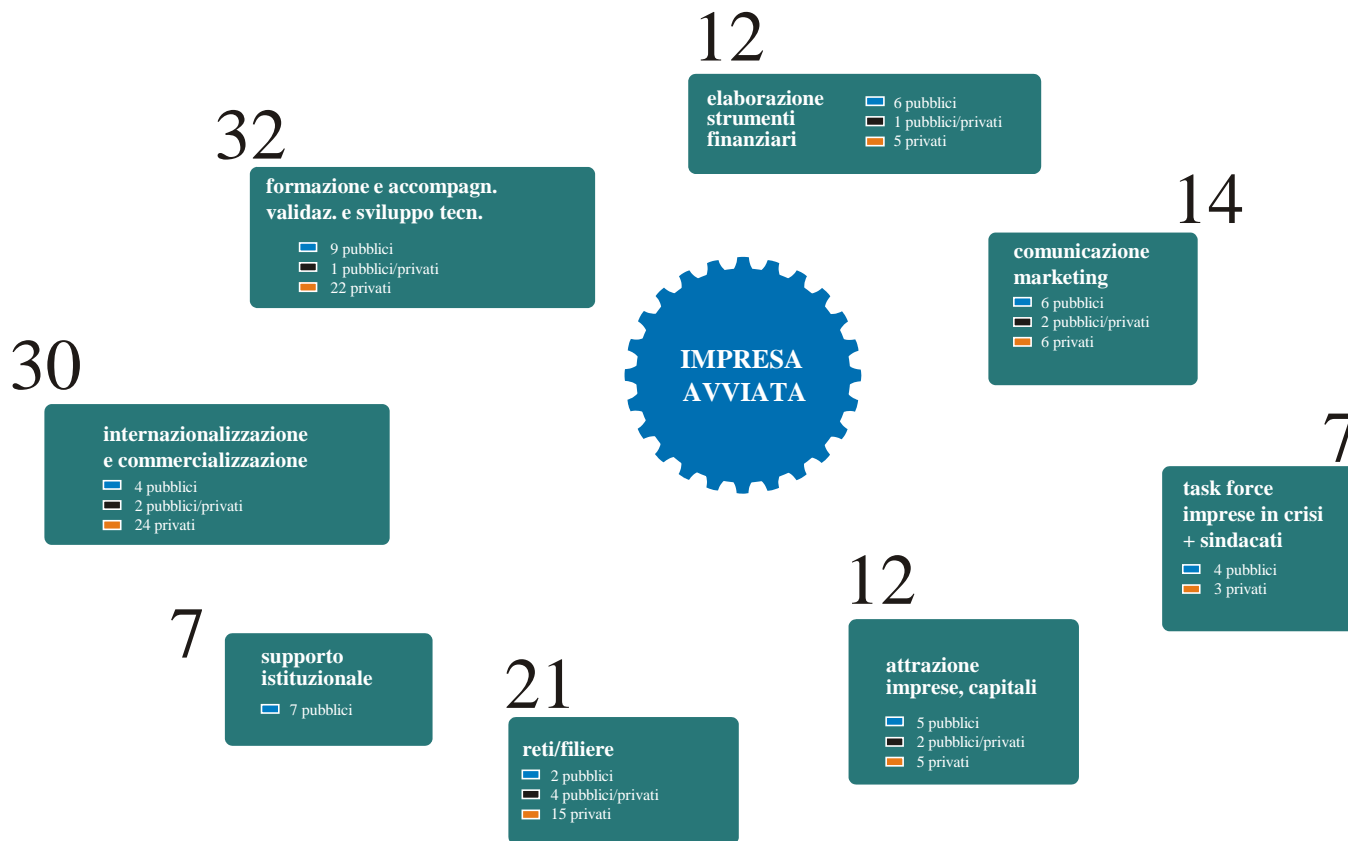 12
elaborazione
strumenti
finanziari
6 pubblici
1 pubblici/privati
5 privati
32
formazione e accompagn.
validaz. e sviluppo tecn.
9 pubblici
1 pubblici/privati
22 privati
14
comunicazione
marketing
6 pubblici
2 pubblici/privati
6 privati
IMPRESA
AVVIATA
30
internazionalizzazione
e commercializzazione
4 pubblici
2 pubblici/privati
24 privati
7
task force
imprese in crisi
+ sindacati
4 pubblici
3 privati
12
attrazione
imprese, capitali
5 pubblici
2 pubblici/privati
5 privati
7
supporto
istituzionale
7 pubblici
21
reti/filiere
2 pubblici
4 pubblici/privati
15 privati